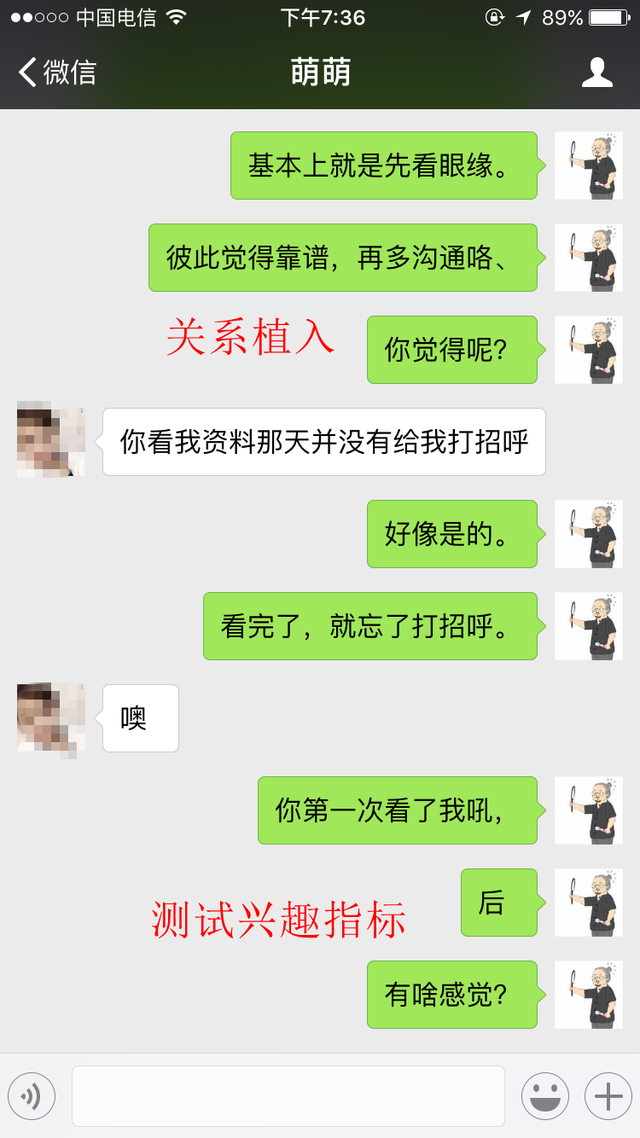 中国电信 下午7:36 89%
微信 萌萌
基本上就是先看眼缘。
彼此觉得靠谱，再多沟通咯、
关系植入
你觉得呢？
你看我资料那天并没有给我打招呼
好像是的。
看完了，就忘了打招呼。
噢
你第一次看了我吼，
后
测试兴趣指标
有啥感觉？